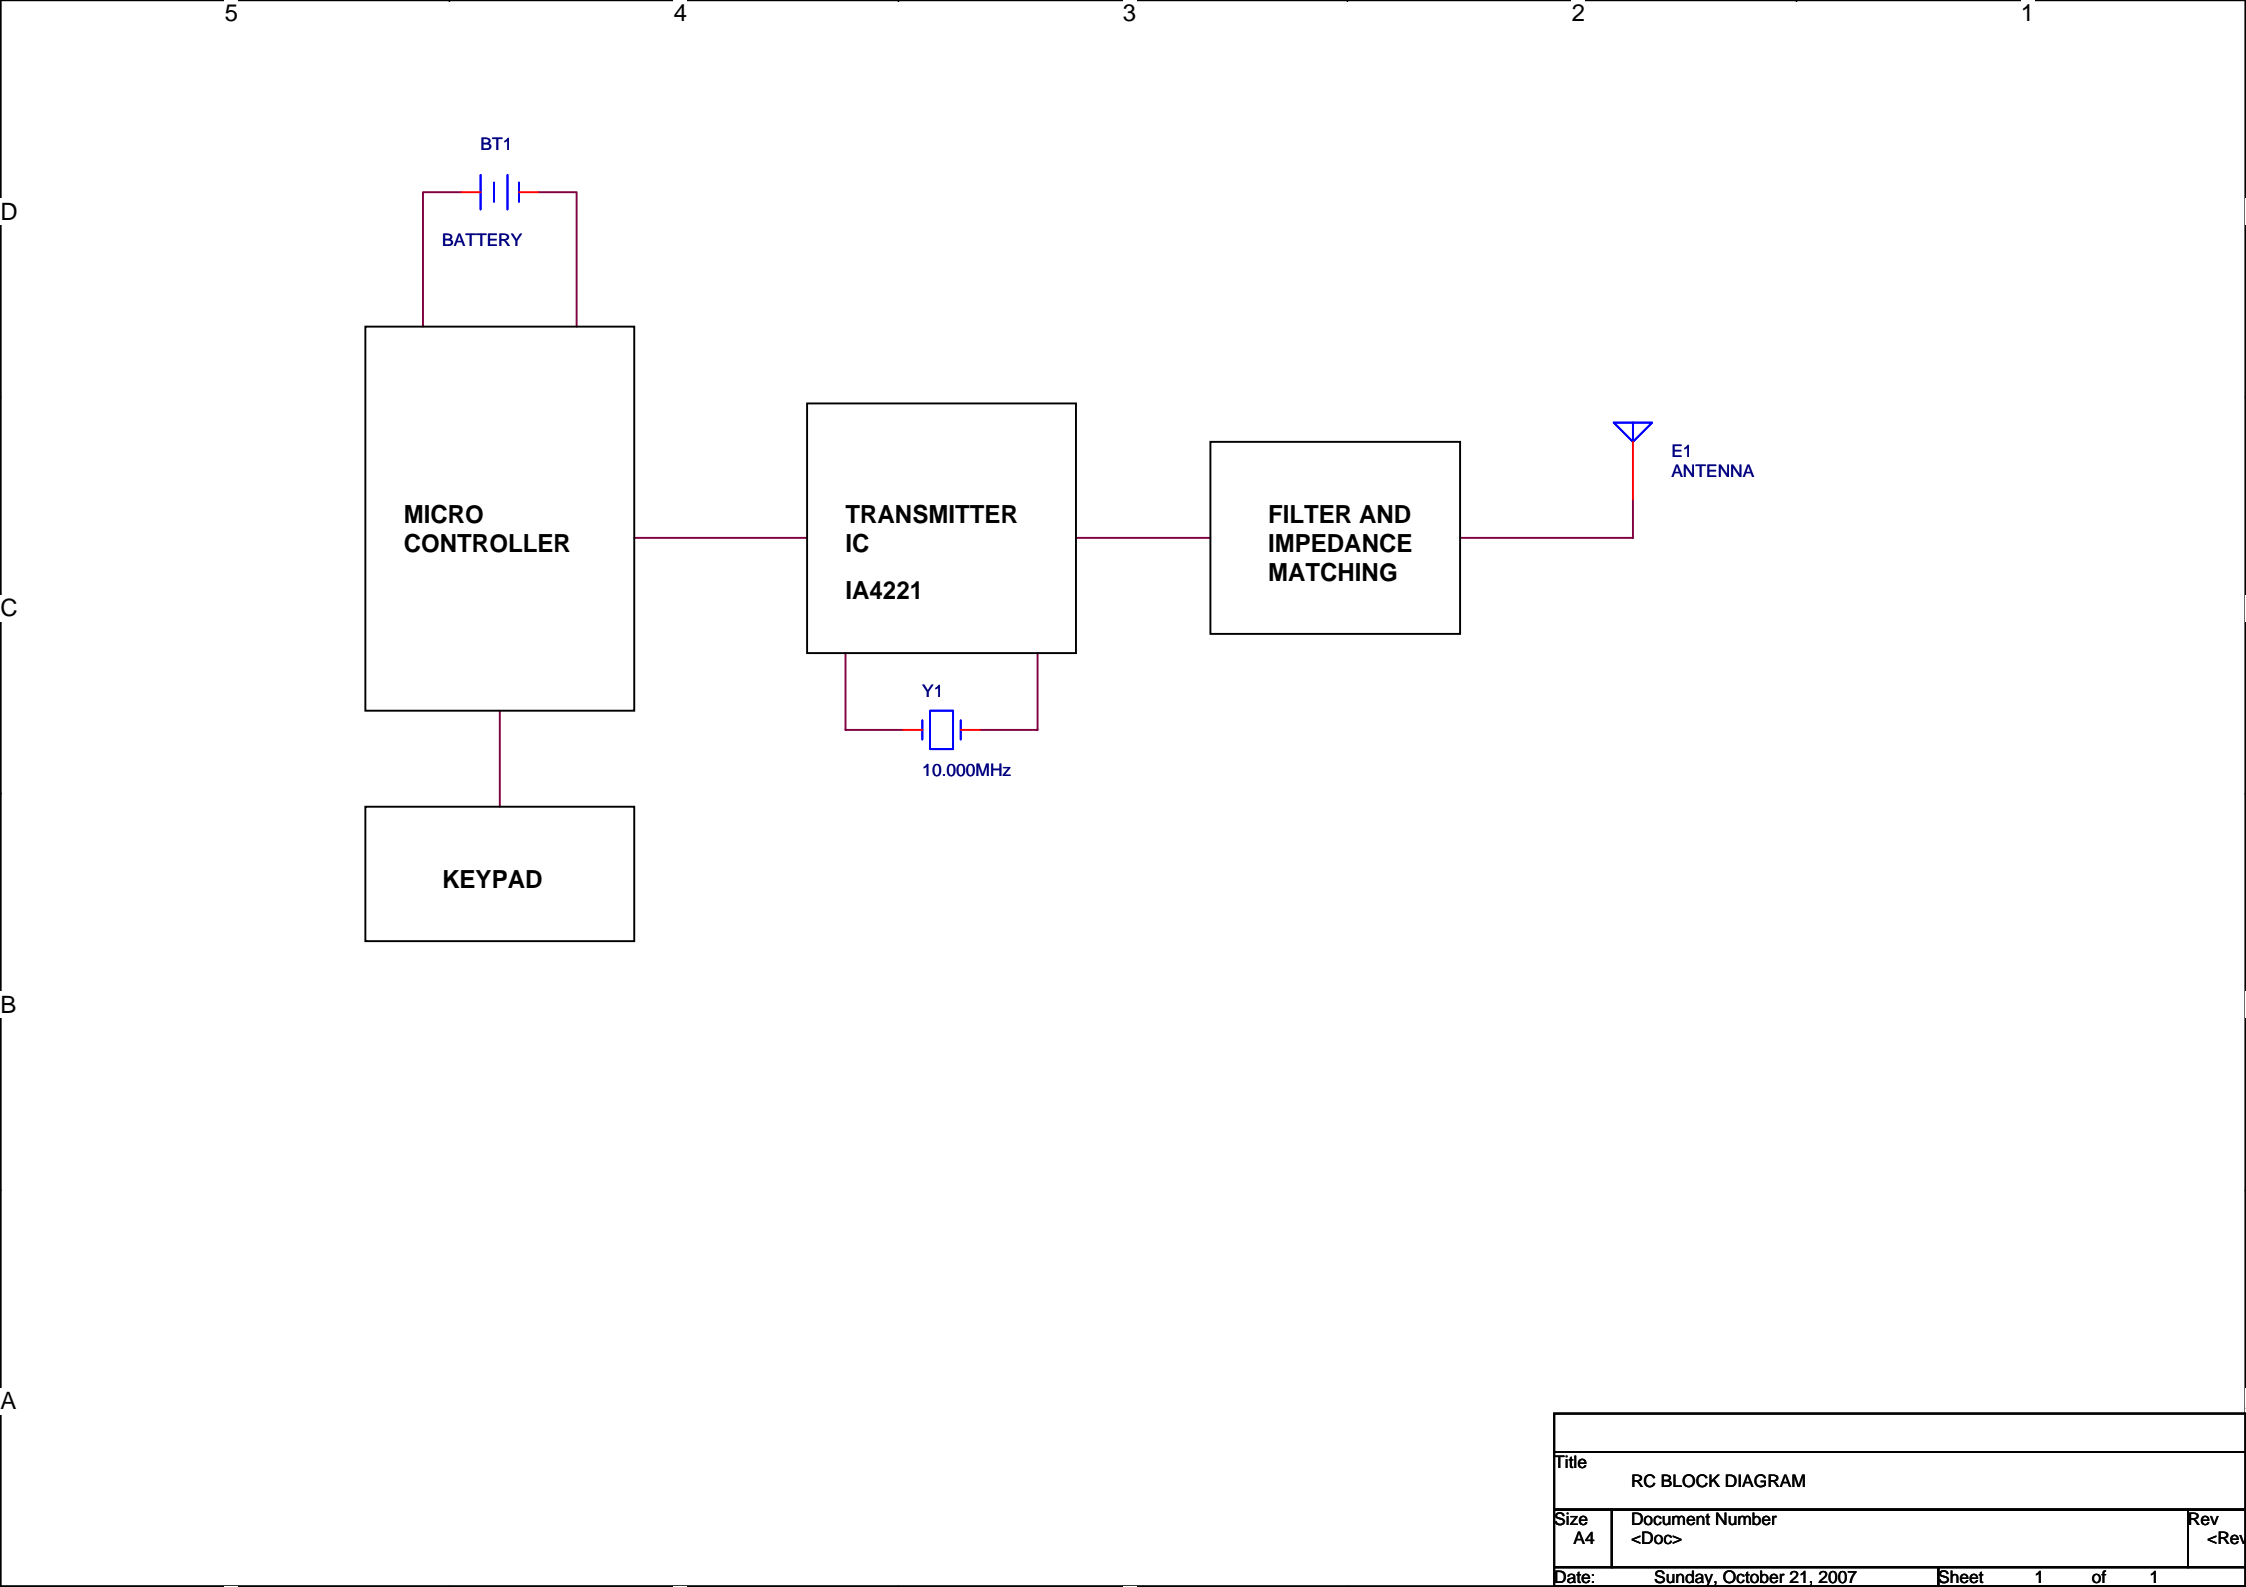 5 4 3 2 1
D
C
B
A
BT1
BATTERY
MICRO
CONTROLLER
TRANSMITTER
IC
IA4221
FILTER AND
IMPEDANCE
MATCHING
E1
ANTENNA
Y1
10.000MHz
KEYPAD
Title
RC BLOCK DIAGRAM
Size Document Number Rev
A4 <Doc> <Rev
Date: Sunday, October 21, 2007 Sheet 1 of 1